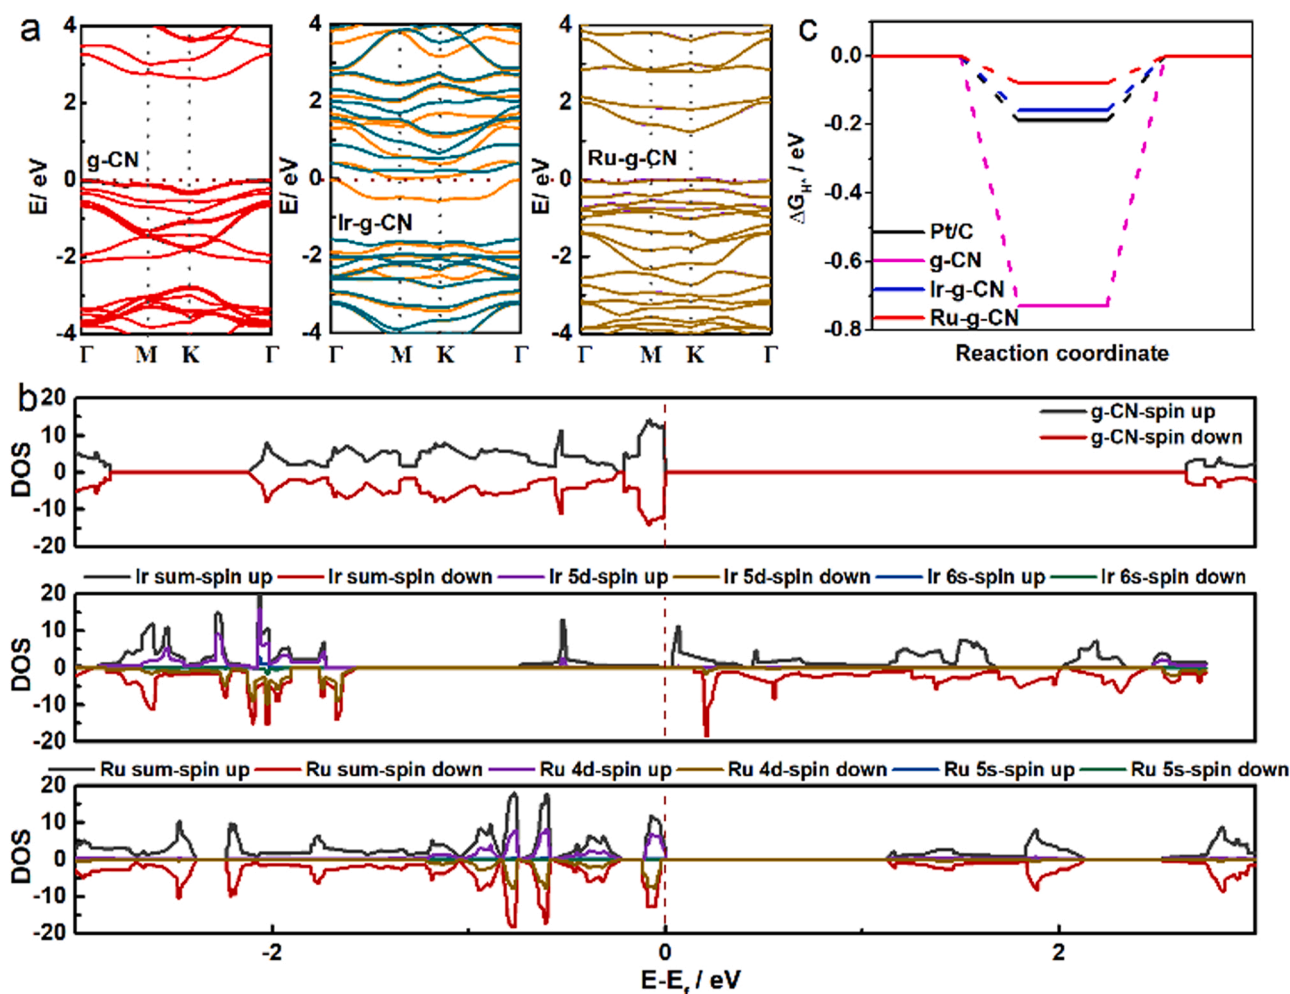 a
4
2
0
-2
-4
E/ eV
g-CN
Γ M K Γ
4
2
0
-2
-4
E/ eV
Ir-g-CN
Γ M K Γ
4
2
0
-2
-4
E/ eV
Ru-g-CN
Γ M K Γ
c
0.0
-0.2
-0.4
-0.6
-0.8
ΔG/H* / eV
Pt/C
g-CN
Ir-g-CN
Ru-g-CN
Reaction coordinate
b
20
10
0
-10
-20
DOS
g-CN-spin up
g-CN-spin down
Ir sum-spin up Ir sum-spin down Ir 5d-spin up Ir 5d-spin down Ir 6s-spin up Ir 6s-spin down
20
10
0
-10
-20
Ru sum-spin up Ru sum-spin down Ru 4d-spin up Ru 4d-spin down Ru 5s-spin up Ru 5s-spin down
20
10
0
-10
20
DOS
-2 0 2
E-Ef / eV